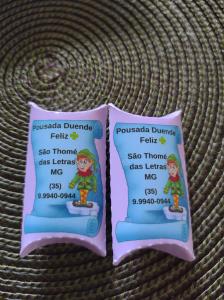 Pousada Duende
Feliz
São Thomé
das Letras
MG
(35)
9.9940-0944
Pousada Duende
Feliz
São Thomé
das Letras
MG
(35)
9.9940-0944